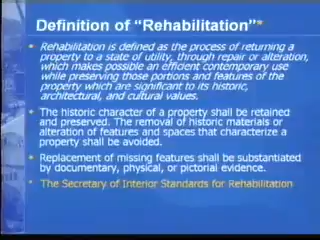 Definition of “Rehabilitation”*
Rehabilitation is defined as the process of returning a
property to a state of utility, through repair or alteration,
which makes possible an efficient contemporary use
while preserving those portions and features of the
property which are significant to its historic,
architectural, and cultural values.
The historic character of a property shall be retained
and preserved. The removal of historic materials or
alteration of features and spaces that characterize a
property shall be avoided.
Replacement of missing features shall be substantiated
by documentary, physical, or pictorial evidence.
* The Secretary of Interior Standards for Rehabilitation